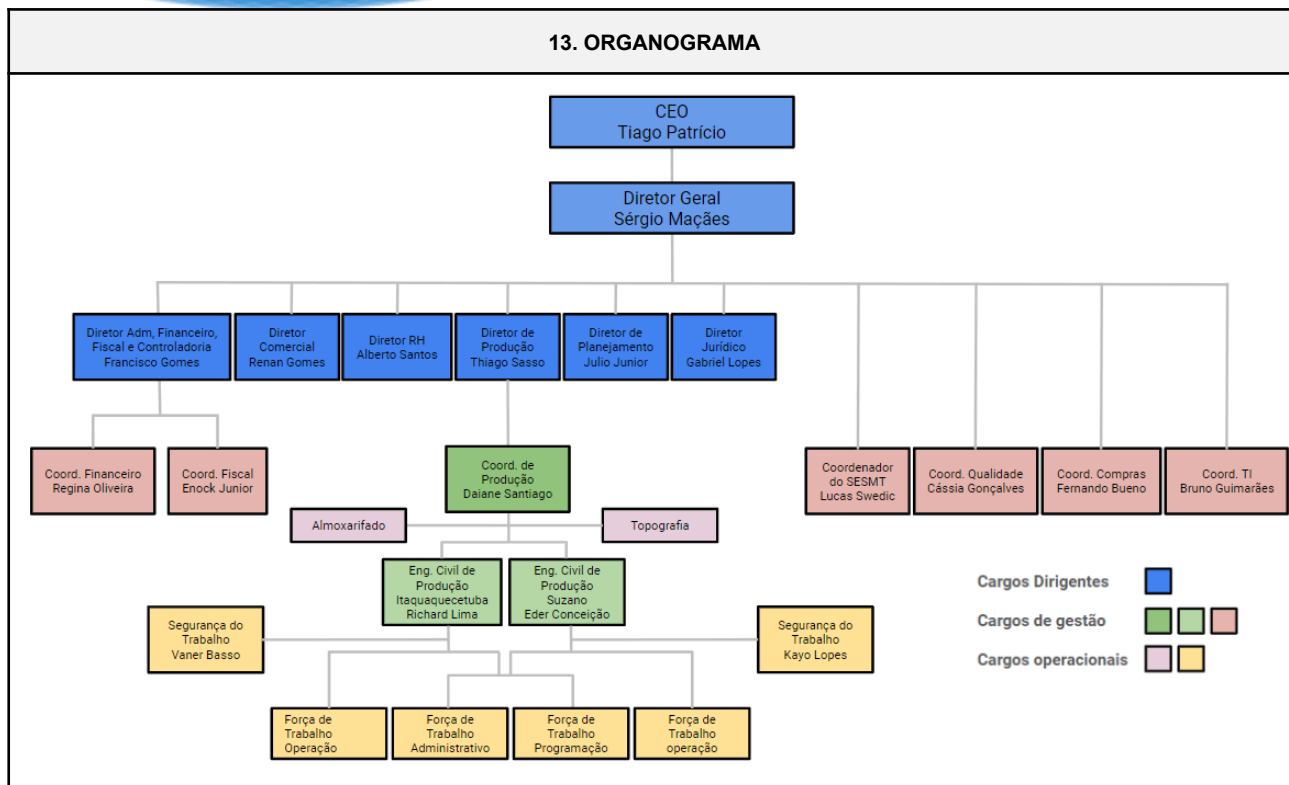 13. ORGANOGRAMA
CEO
Tiago Patrício
Diretor Geral
Sérgio Maçães
Diretor Adm, Financeiro,
Fiscal e Controladoria
Francisco Gomes
Diretor
Comercial
Renan Gomes
Diretor RH
Alberto Santos
Diretor de
Produção
Thiago Sasso
Diretor de
Planejamento
Julio Junior
Diretor
Jurídico
Gabriel Lopes
Coord. Financeiro
Regina Oliveira
Coord. Fiscal
Enock Junior
Coord. de
Produção
Daiane Santiago
Coordenador
do SESMT
Lucas Swedic
Coord. Qualidade
Cássia Gonçalves
Coord. Compras
Fernando Bueno
Coord. TI
Bruno Guimarães
Almoxarifado
Topografia
Eng. Civil de
Produção
Itaquaquecetuba
Richard Lima
Eng. Civil de
Produção
Suzano
Eder Conceição
Segurança do
Trabalho
Vaner Basso
Segurança do
Trabalho
Kayo Lopes
Força de
Trabalho
Operação
Força de
Trabalho
Administrativo
Força de
Trabalho
Programação
Força de
Trabalho
operação
Cargos Dirigentes
Cargos de gestão
Cargos operacionais